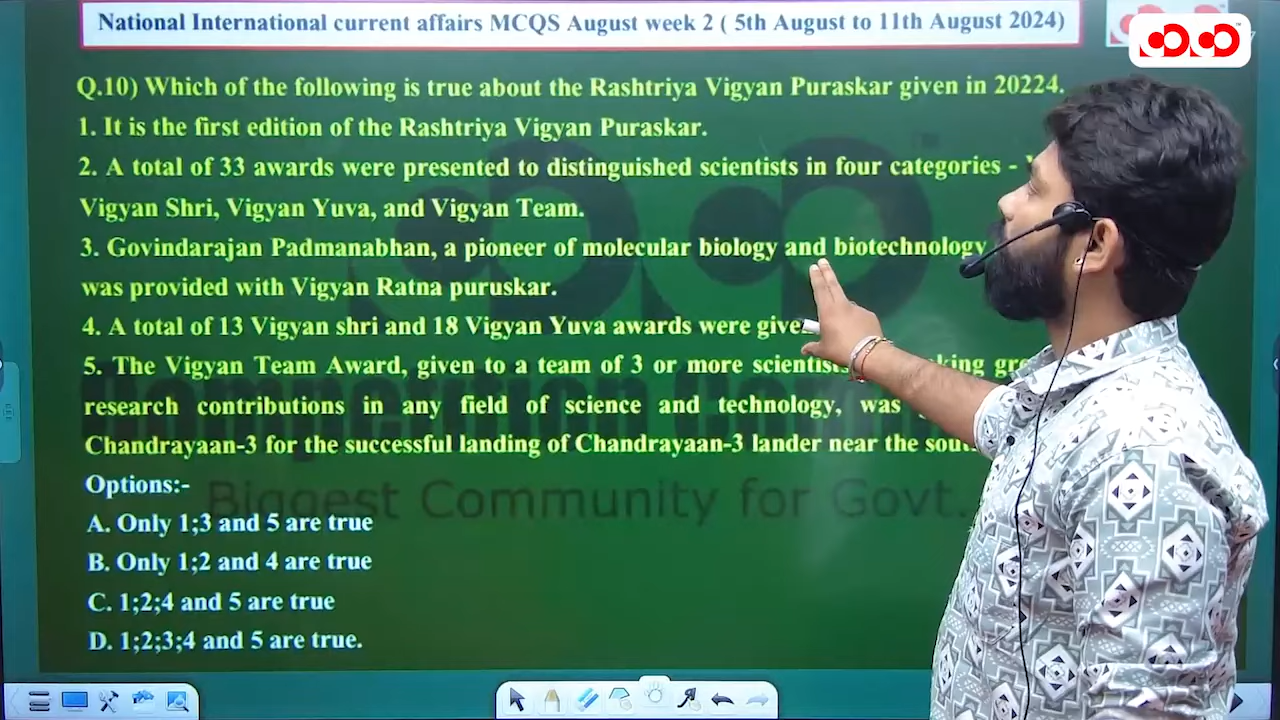 National International current affairs MCQS August week 2 ( 5th August to 11th August 2024)
Q.10) Which of the following is true about the Rashtriya Vigyan Puraskar given in 20224.
1. It is the first edition of the Rashtriya Vigyan Puraskar.
2. A total of 33 awards were presented to distinguished scientists in four categories -
Vigyan Shri, Vigyan Yuva, and Vigyan Team.
3. Govindarajan Padmanabhan, a pioneer of molecular biology and biotechnology
was provided with Vigyan Ratna puruskar.
4. A total of 13 Vigyan shri and 18 Vigyan Yuva awards were
5. The Vigyan Team Award, given to a team of 3 or more
research contributions in any field of science and technology, was
Chandrayaan-3 for the successful landing of Chandrayaan-3 lander near the
Biggest Community for Govt.
Options:-
A. Only 1;3 and 5 are true
B. Only 1;2 and 4 are true
C. 1;2;4 and 5 are true
D. 1;2;3;4 and 5 are true.